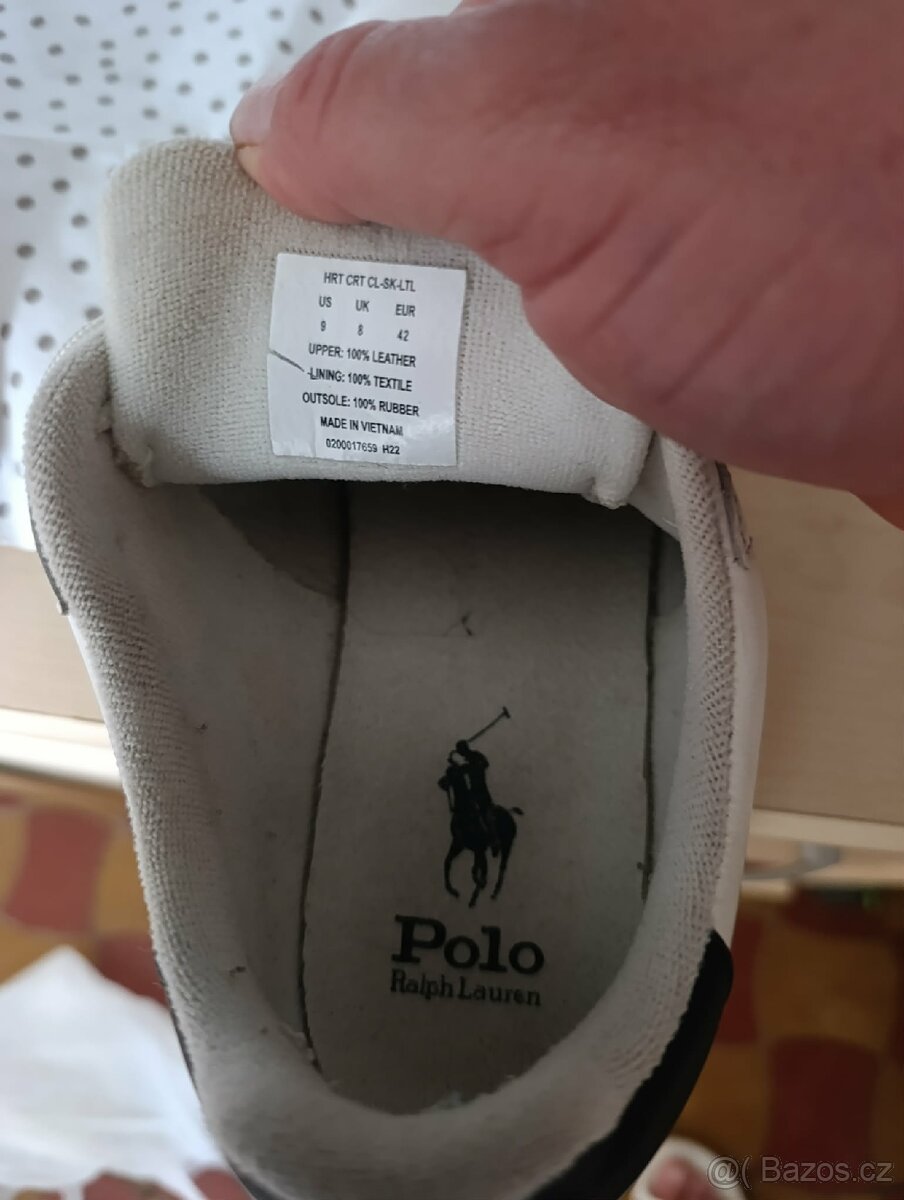 HRT CRT CL-SK-LTL
US UK EUR
9 8 42
UPPER: 100% LEATHER
LINING: 100% TEXTILE
OUTSOLE: 100% RUBBER
MADE IN VIETNAM
0200017659 H22
Polo
Ralph Lauren
@( Bazos.cz